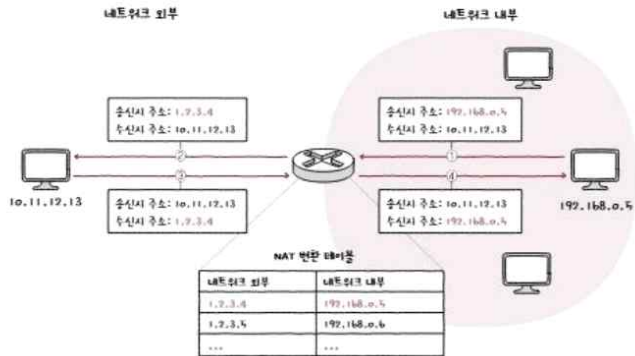 네트워크 외부
네트워크 내부
송신지 주소: 1.2.3.4
수신지 주소: 10.11.12.13
송신지 주소: 192.168.0.5
수신지 주소: 10.11.12.13
②
①
③
④
10.11.12.13
192.168.0.5
송신지 주소: 10.11.12.13
수신지 주소: 1.2.3.4
송신지 주소: 10.11.12.13
수신지 주소: 192.168.0.5
NAT 변환 테이블
네트워크 외부 네트워크 내부
1.2.3.4 192.168.0.5
1.2.3.5 192.168.0.6
... ...